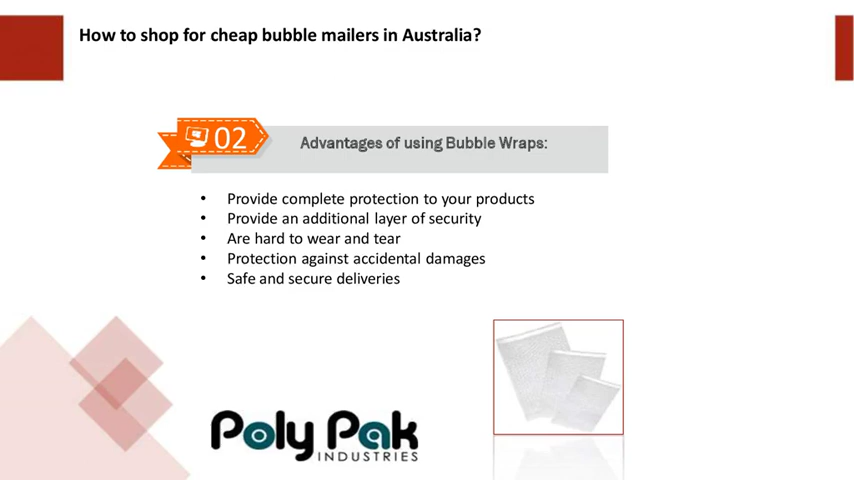 How to shop for cheap bubble mailers in Australia?
02
Advantages of using Bubble Wraps:
• Provide complete protection to your products
• Provide an additional layer of security
• Are hard to wear and tear
• Protection against accidental damages
• Safe and secure deliveries
Poly Pak
INDUSTRIES